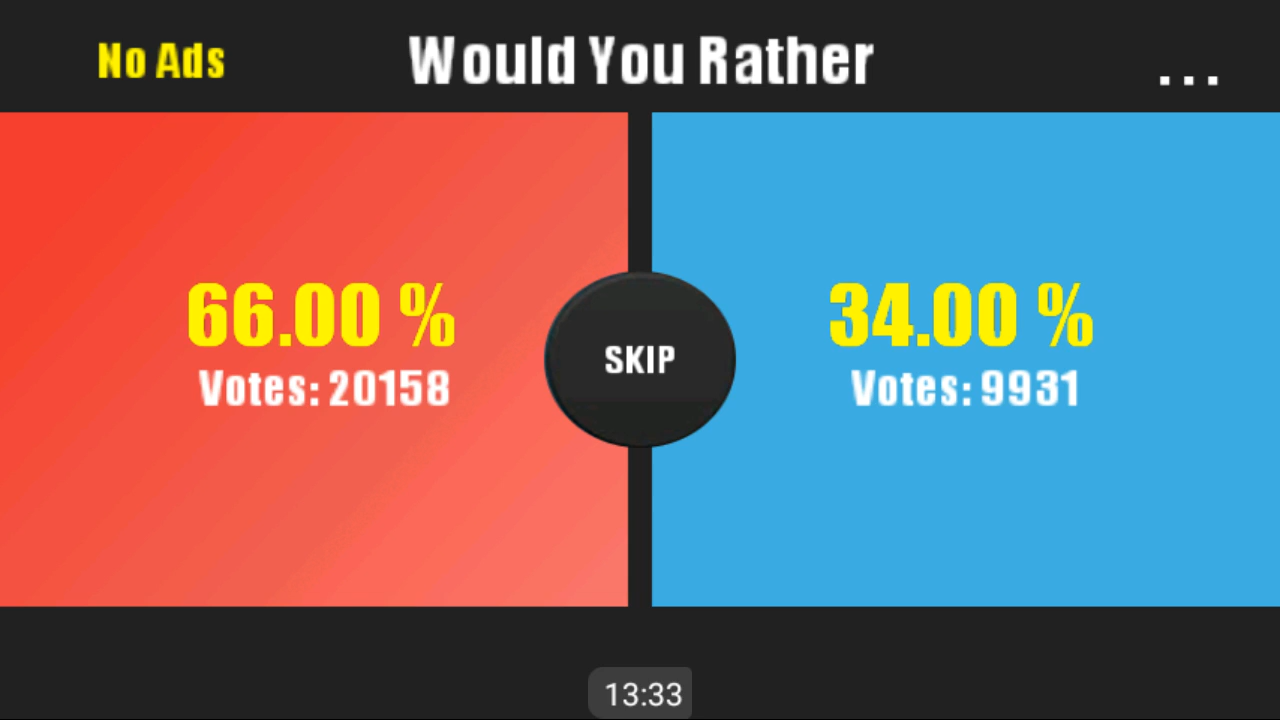 No Ads
Would You Rather
...
66.00 %
Votes: 20158
SKIP
34.00 %
Votes: 9931
13:33